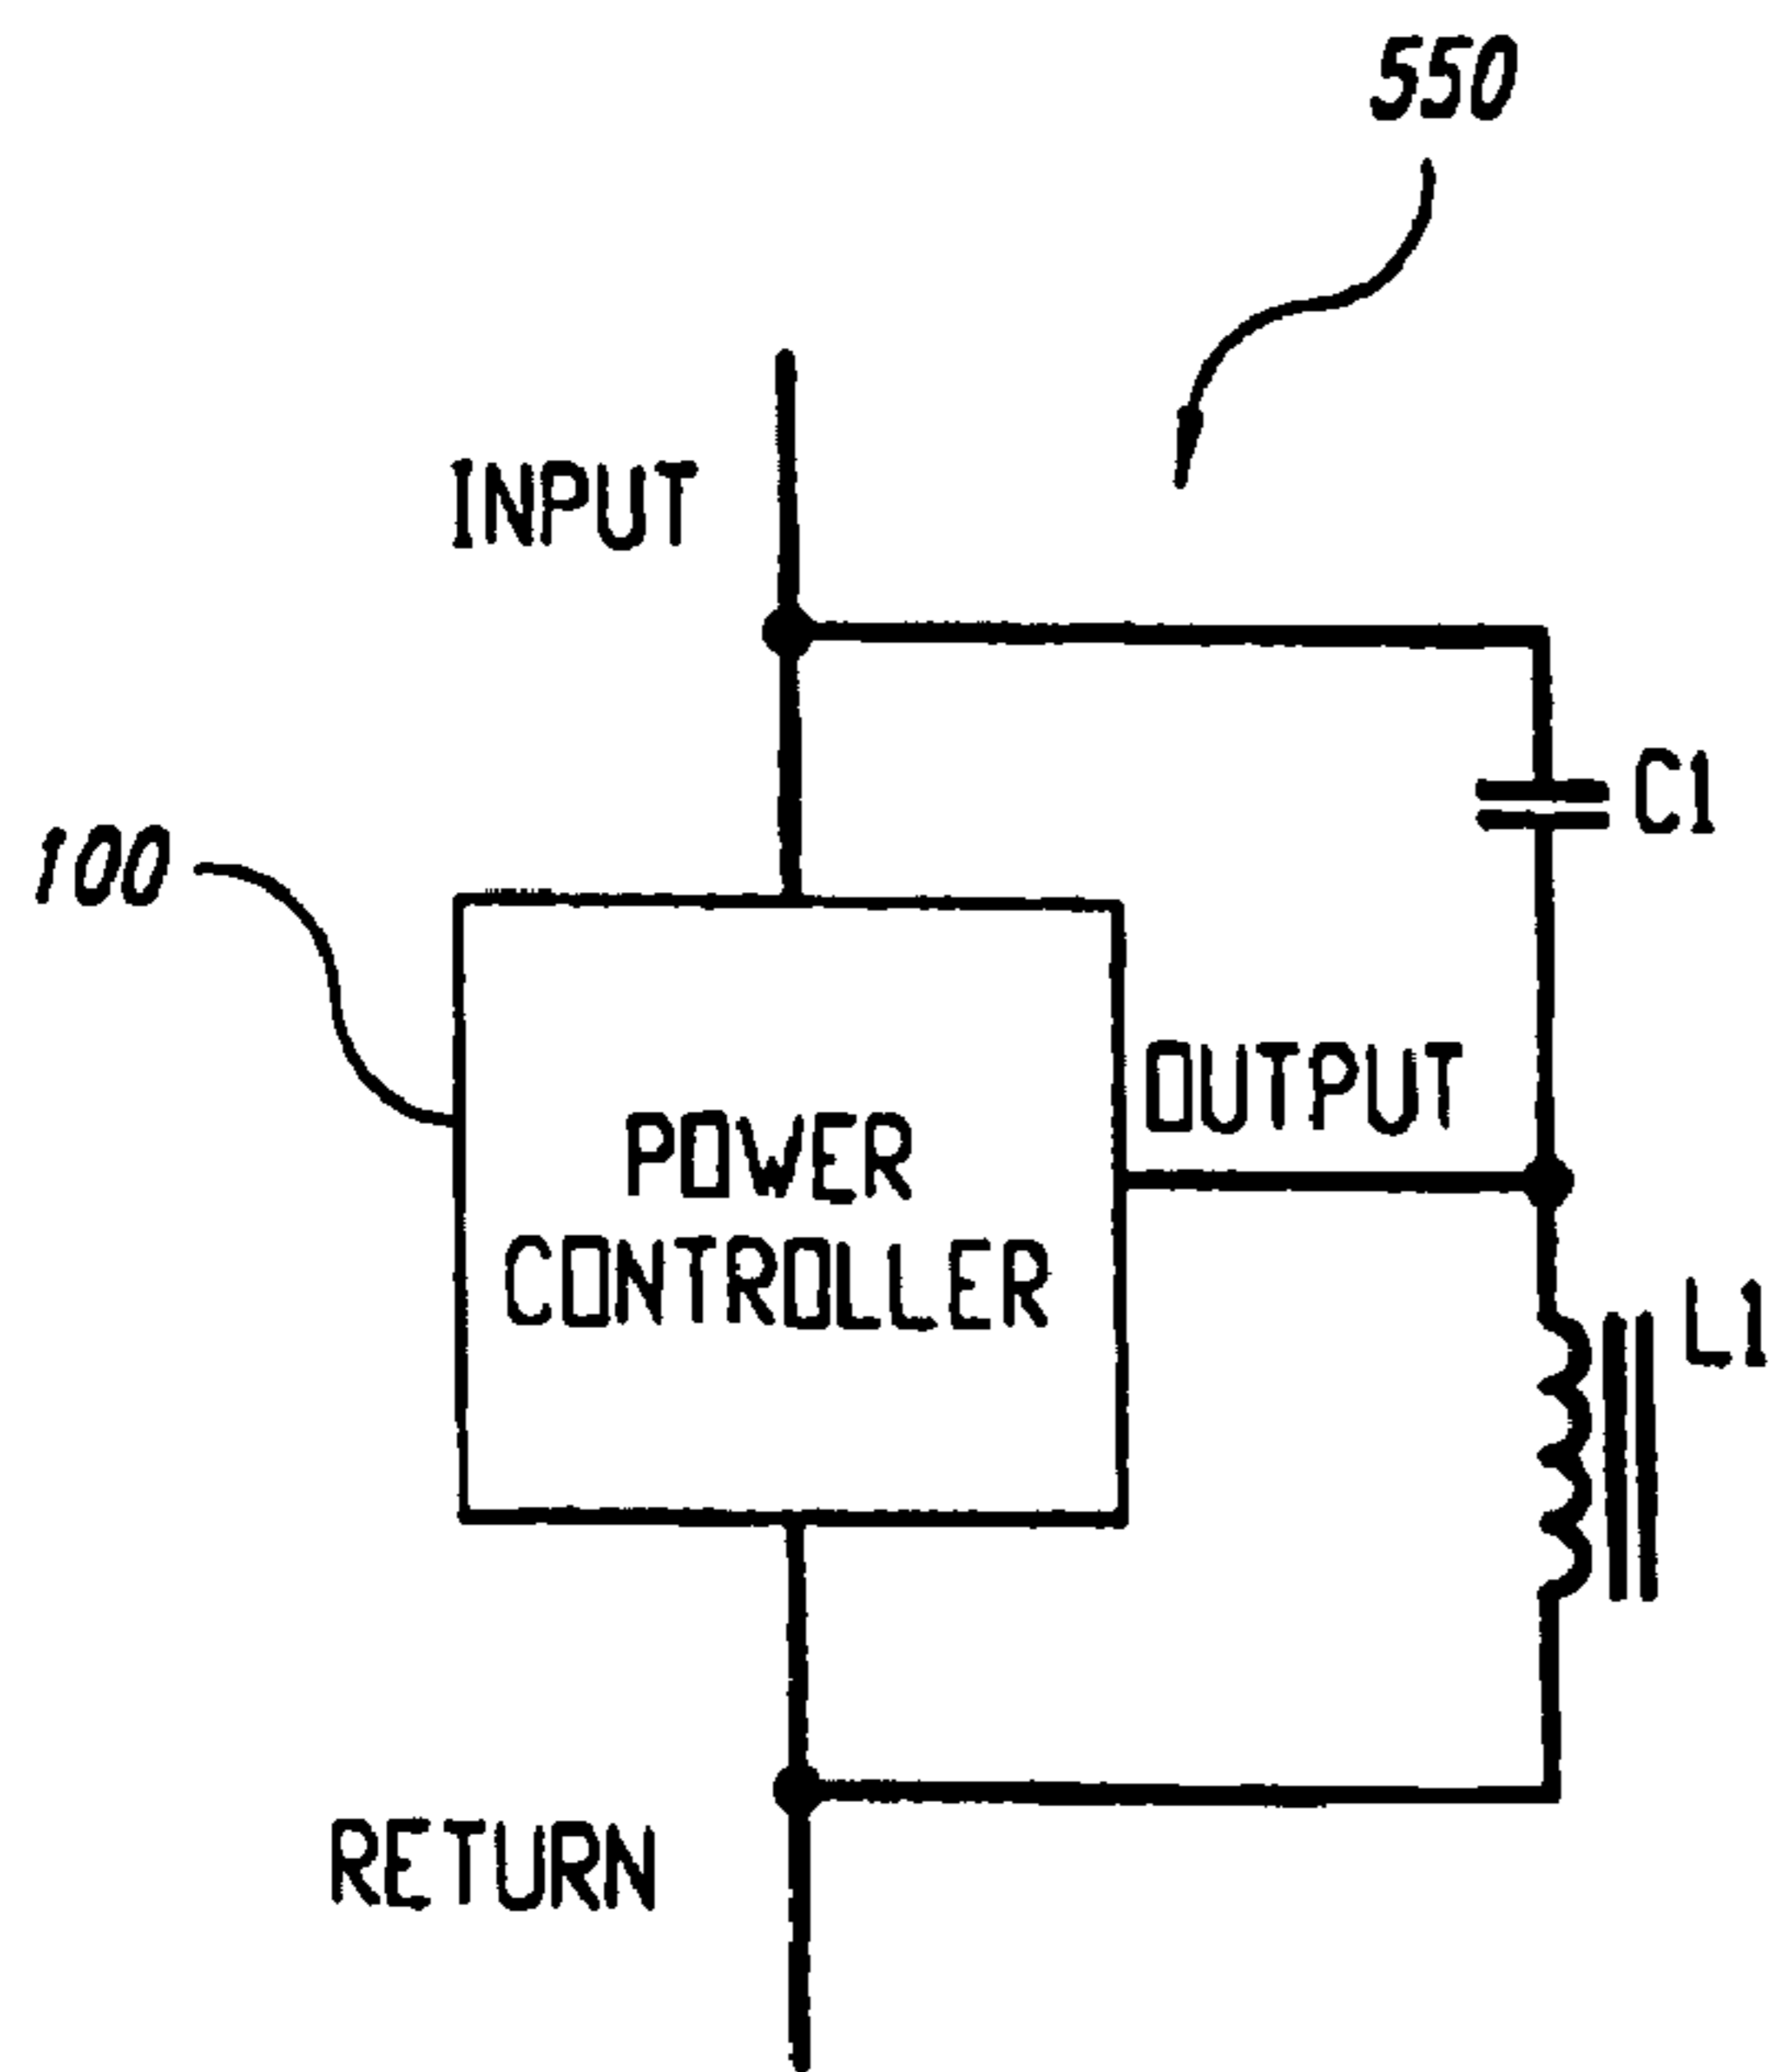 550
INPUT
C1
100
OUTPUT
POWER
CONTROLLER
L1
RETURN